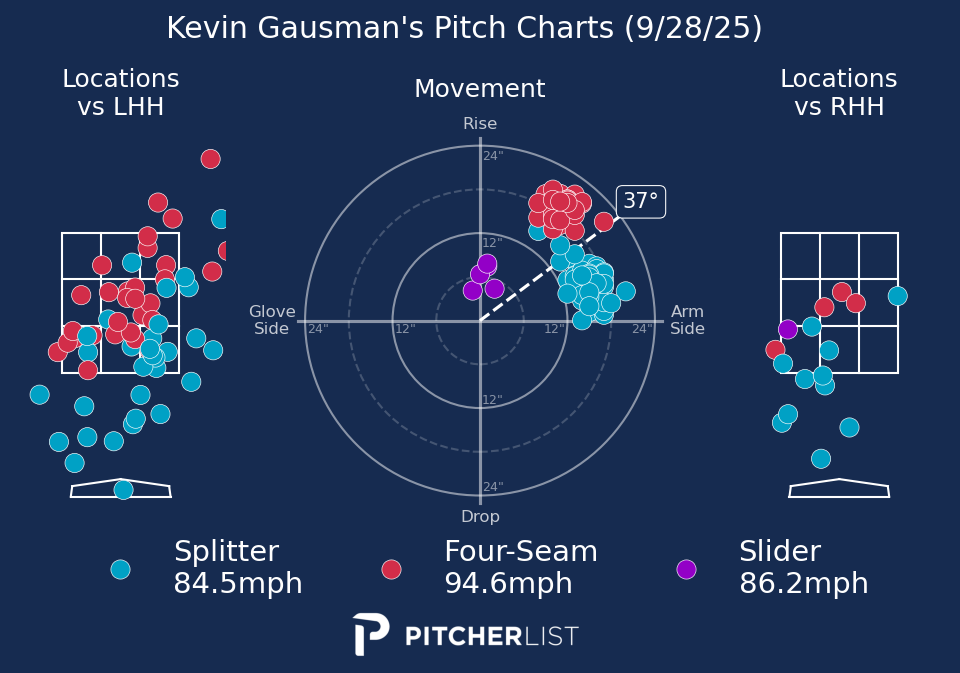 Kevin Gausman's Pitch Charts (9/28/25)
Locations
vs LHH
Movement
Locations
vs RHH
Rise
24"
37°
12"
Glove
Side
24"
12"
12"
24"
Arm
Side
12"
24"
Drop
Splitter
84.5mph
Four-Seam
94.6mph
Slider
86.2mph
PITCHERLIST